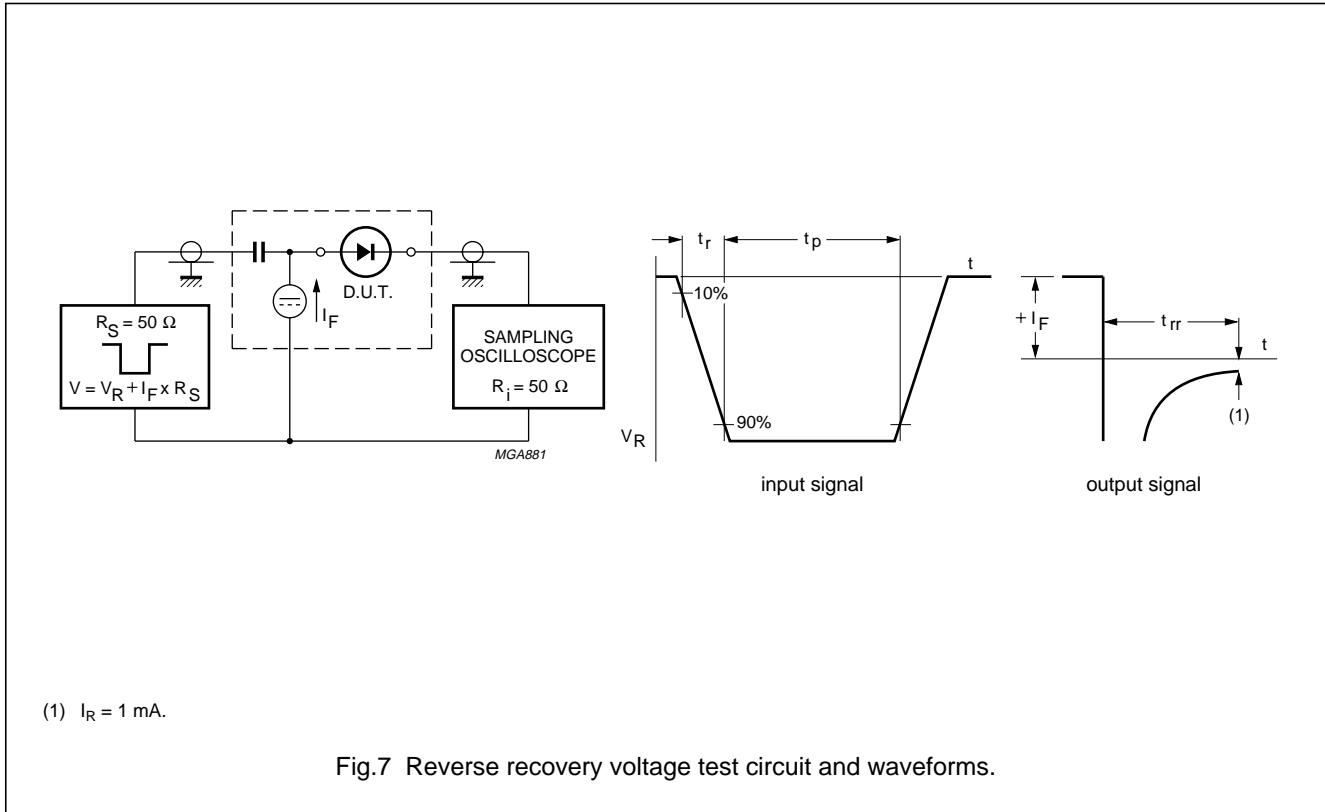 R_S = 50 Ω
V = V_R + I_F x R_S
I_F
D.U.T.
SAMPLING
OSCILLOSCOPE
R_i = 50 Ω
MGA881
t_r
t_p
t
10%
90%
V_R
input signal
+ I_F
t_rr
t
(1)
output signal
(1) I_R = 1 mA.
Fig.7 Reverse recovery voltage test circuit and waveforms.